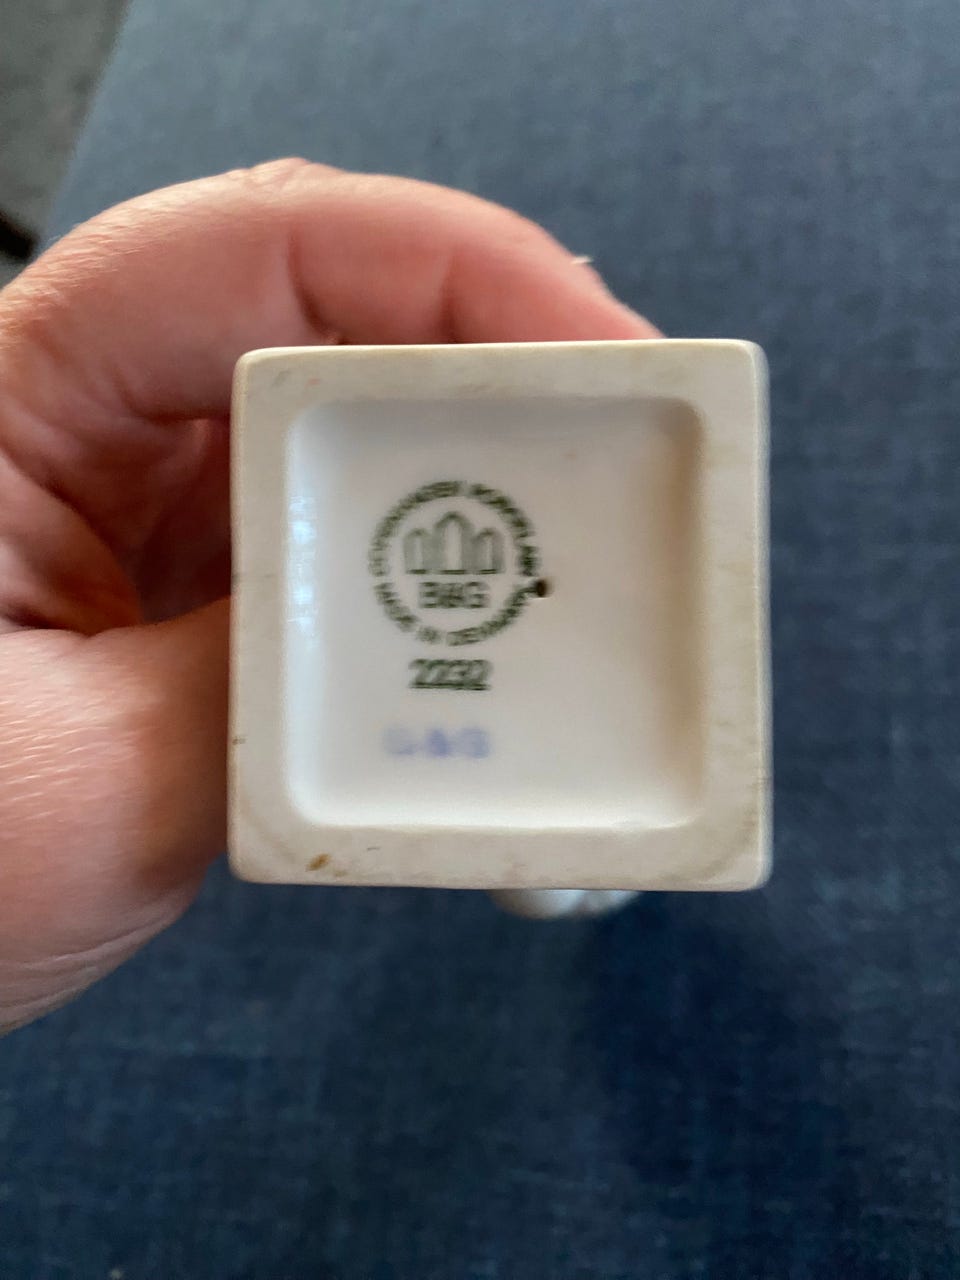 COPENHAGEN PORCELAIN
B&G
MADE IN DENMARK
2232